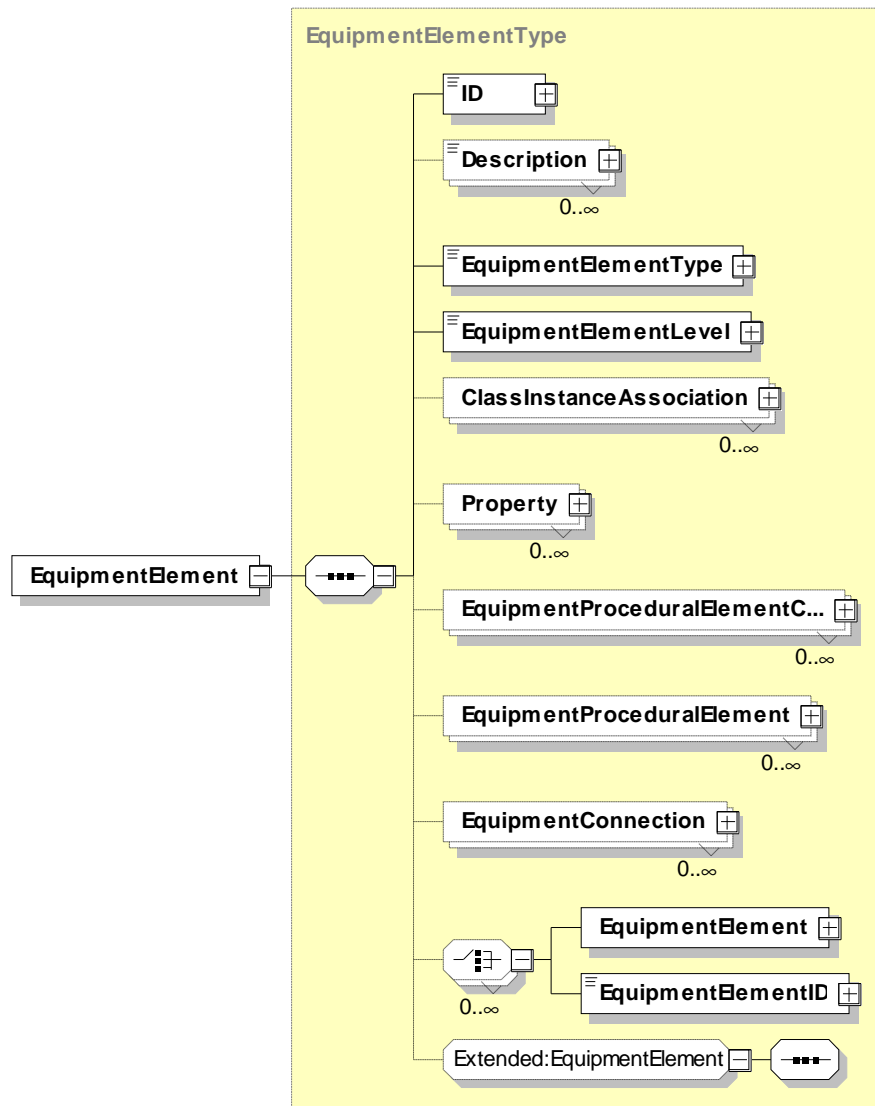 EquipmentElementType
ID
Description
0..∞
EquipmentElementType
EquipmentElementLevel
ClassInstanceAssociation
0..∞
Property
0..∞
EquipmentElement
EquipmentProceduralElementC...
0..∞
EquipmentProceduralElement
0..∞
EquipmentConnection
0..∞
EquipmentElement
EquipmentElementID
0..∞
Extended:EquipmentElement